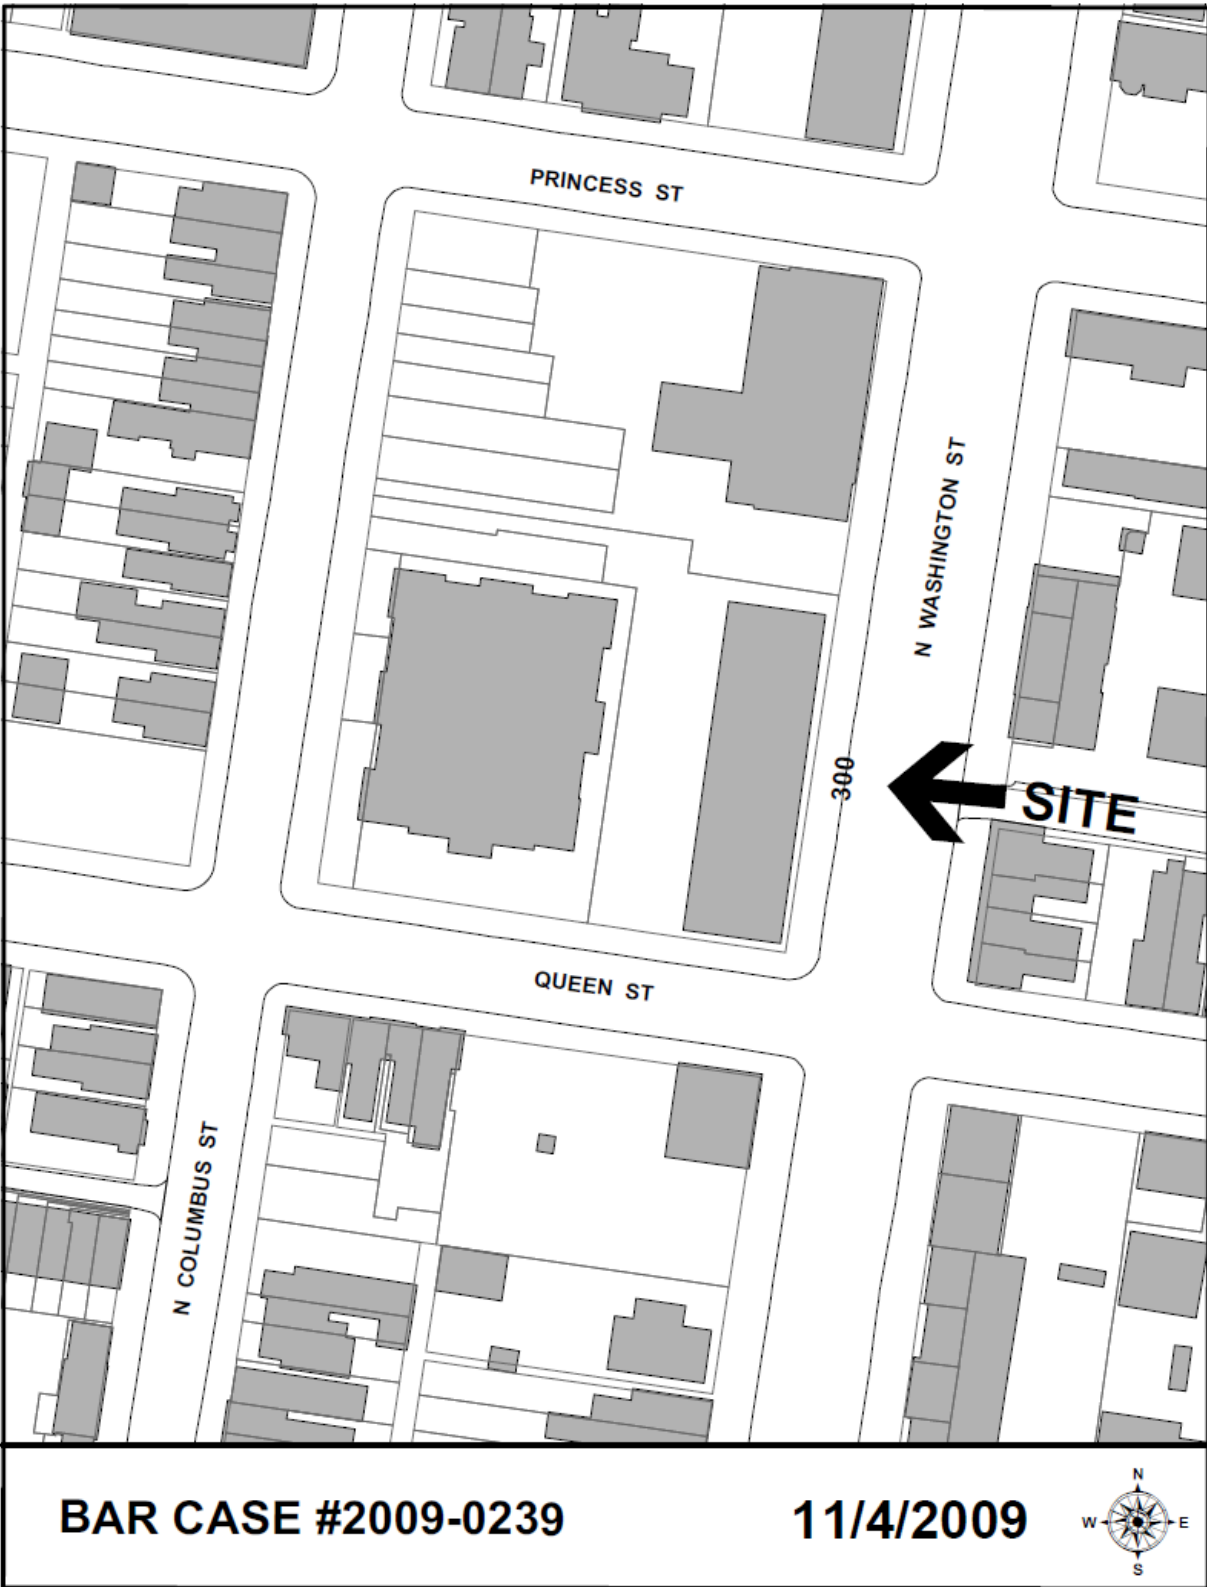 PRINCESS ST
N WASHINGTON ST
300
SITE
QUEEN ST
N COLUMBUS ST
BAR CASE #2009-0239
11/4/2009
N
W
E
S